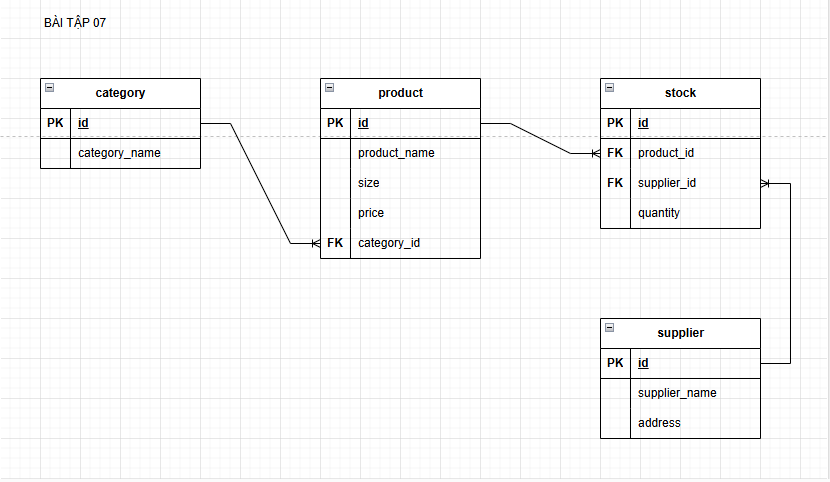 BÀI TẬP 07
category
PK id
category_name
product
PK id
product_name
size
price
FK category_id
stock
PK id
FK product_id
FK supplier_id
quantity
supplier
PK id
supplier_name
address